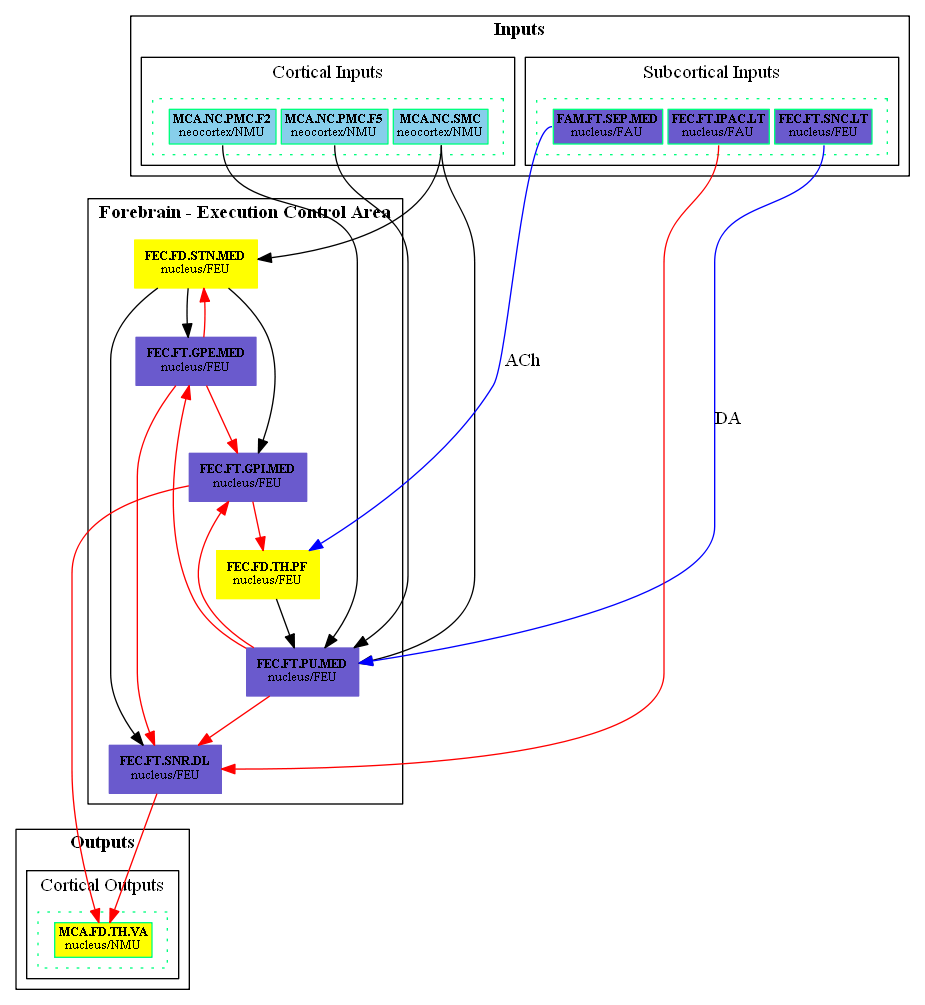 Inputs
Cortical Inputs
Subcortical Inputs
MCA.NC.PMC.F2
neocortex/NMU
MCA.NC.PMC.F5
neocortex/NMU
MCA.NC.SMC
neocortex/NMU
FAM.FT.SEP.MED
nucleus/FAU
FEC.FT.IPAC.LT
nucleus/FAU
FEC.FT.SNC.LT
nucleus/FEU
Forebrain - Execution Control Area
FEC.FD.STN.MED
nucleus/FEU
FEC.FT.GPE.MED
nucleus/FEU
ACh
DA
FEC.FT.GPI.MED
nucleus/FEU
FEC.FD.TH.PF
nucleus/FEU
FEC.FT.PU.MED
nucleus/FEU
FEC.FT.SNR.DL
nucleus/FEU
Outputs
Cortical Outputs
MCA.FD.TH.VA
nucleus/NMU